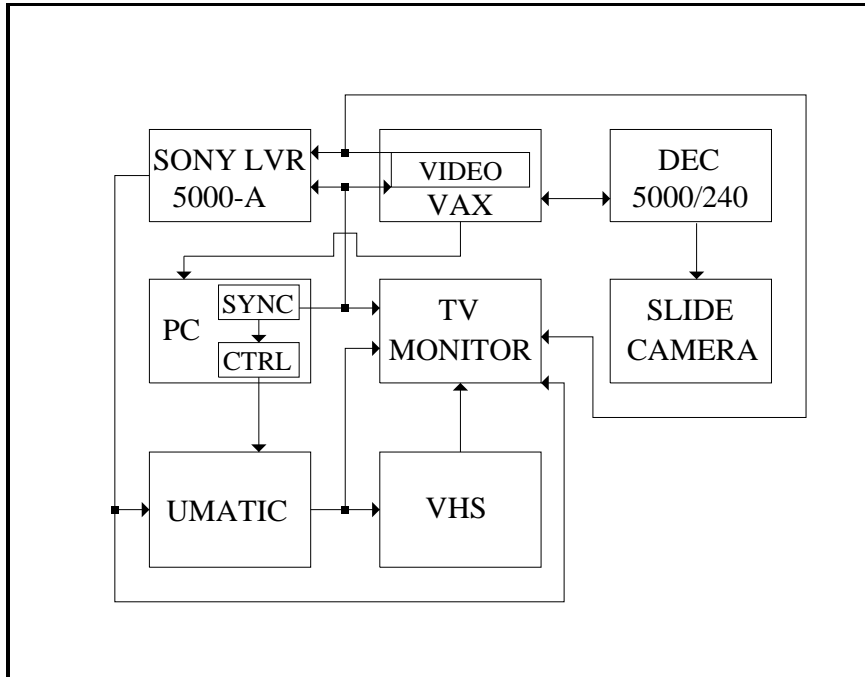 SONY LVR
5000-A
VIDEO
VAX
DEC
5000/240
PC
SYNC
CTRL
TV
MONITOR
SLIDE
CAMERA
UMATIC
VHS